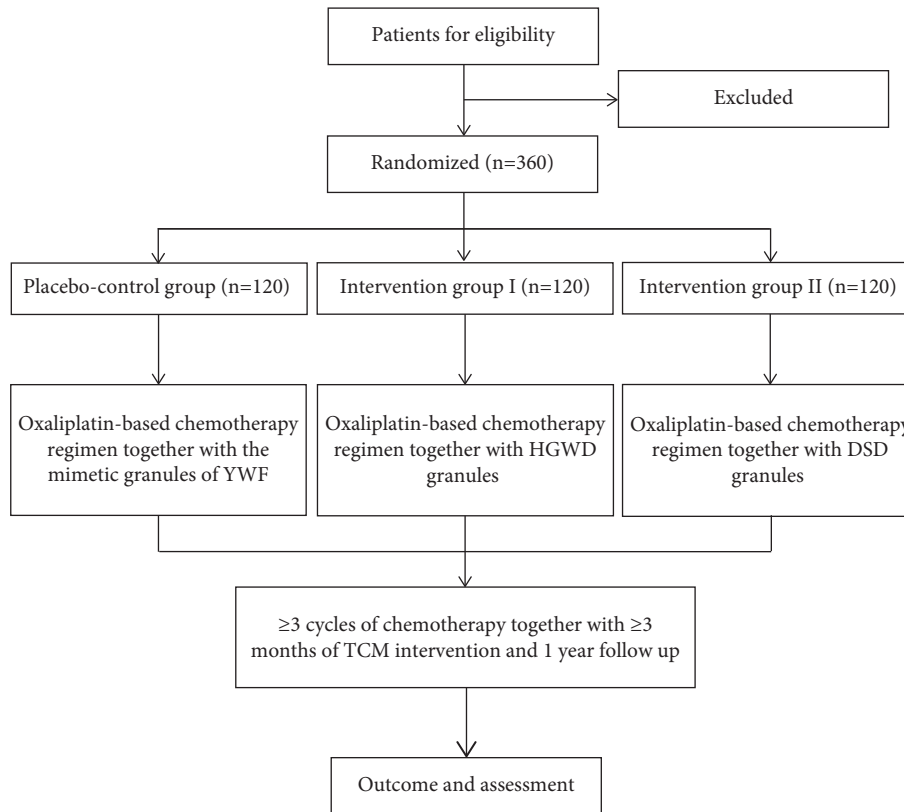 Patients for eligibility
Excluded
Randomized (n=360)
Placebo-control group (n=120)
Intervention group I (n=120)
Intervention group II (n=120)
Oxaliplatin-based chemotherapy
regimen together with the
mimetic granules of YWF
Oxaliplatin-based chemotherapy
regimen together with HGWD
granules
Oxaliplatin-based chemotherapy
regimen together with DSD
granules
≥3 cycles of chemotherapy together with ≥3
months of TCM intervention and 1 year follow up
Outcome and assessment